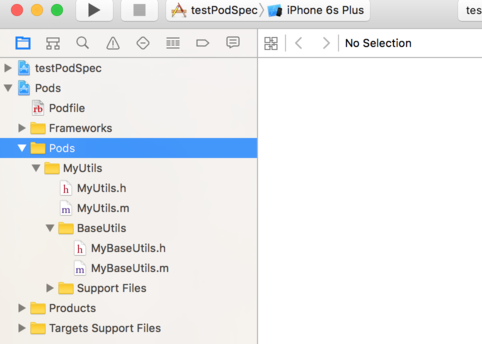 testPodSpec iPhone 6s Plus tes
No Selection
testPodSpec
Pods
rb Podfile
Frameworks
Pods
MyUtils
h MyUtils.h
m MyUtils.m
BaseUtils
h MyBaseUtils.h
m MyBaseUtils.m
Support Files
Products
Targets Support Files